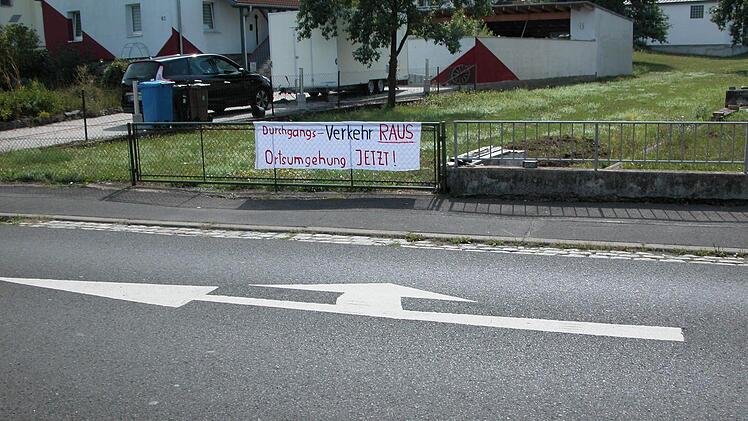 Durchgangs-Verkehr RAUS
Ortsumgehung JETZT!